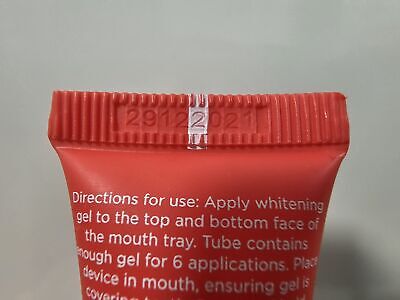 29122021
Directions for use: Apply whitening
gel to the top and bottom face of
the mouth tray. Tube contains
enough gel for 6 applications. Place
device in mouth, ensuring gel is
covering